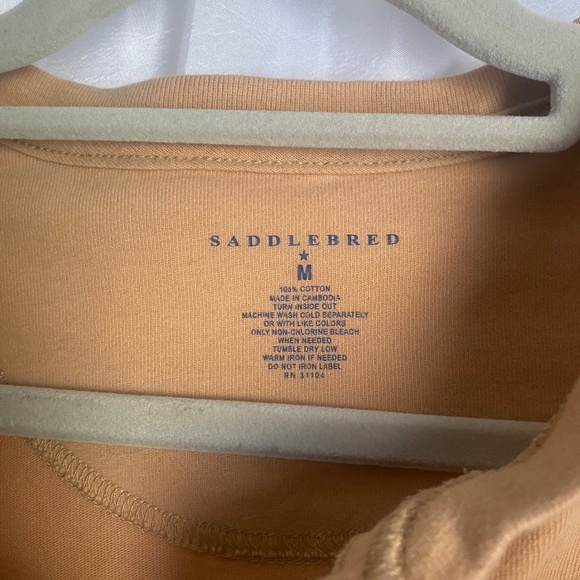 SADDLEBRED
M
100% COTTON
MADE IN CAMBODIA
TURN INSIDE OUT
MACHINE WASH COLD SEPARATELY
OR WITH LIKE COLORS
ONLY NON-CHLORINE BLEACH
WHEN NEEDED
TUMBLE DRY LOW
WARM IRON IF NEEDED
DO NOT IRON LABEL
RN 51104